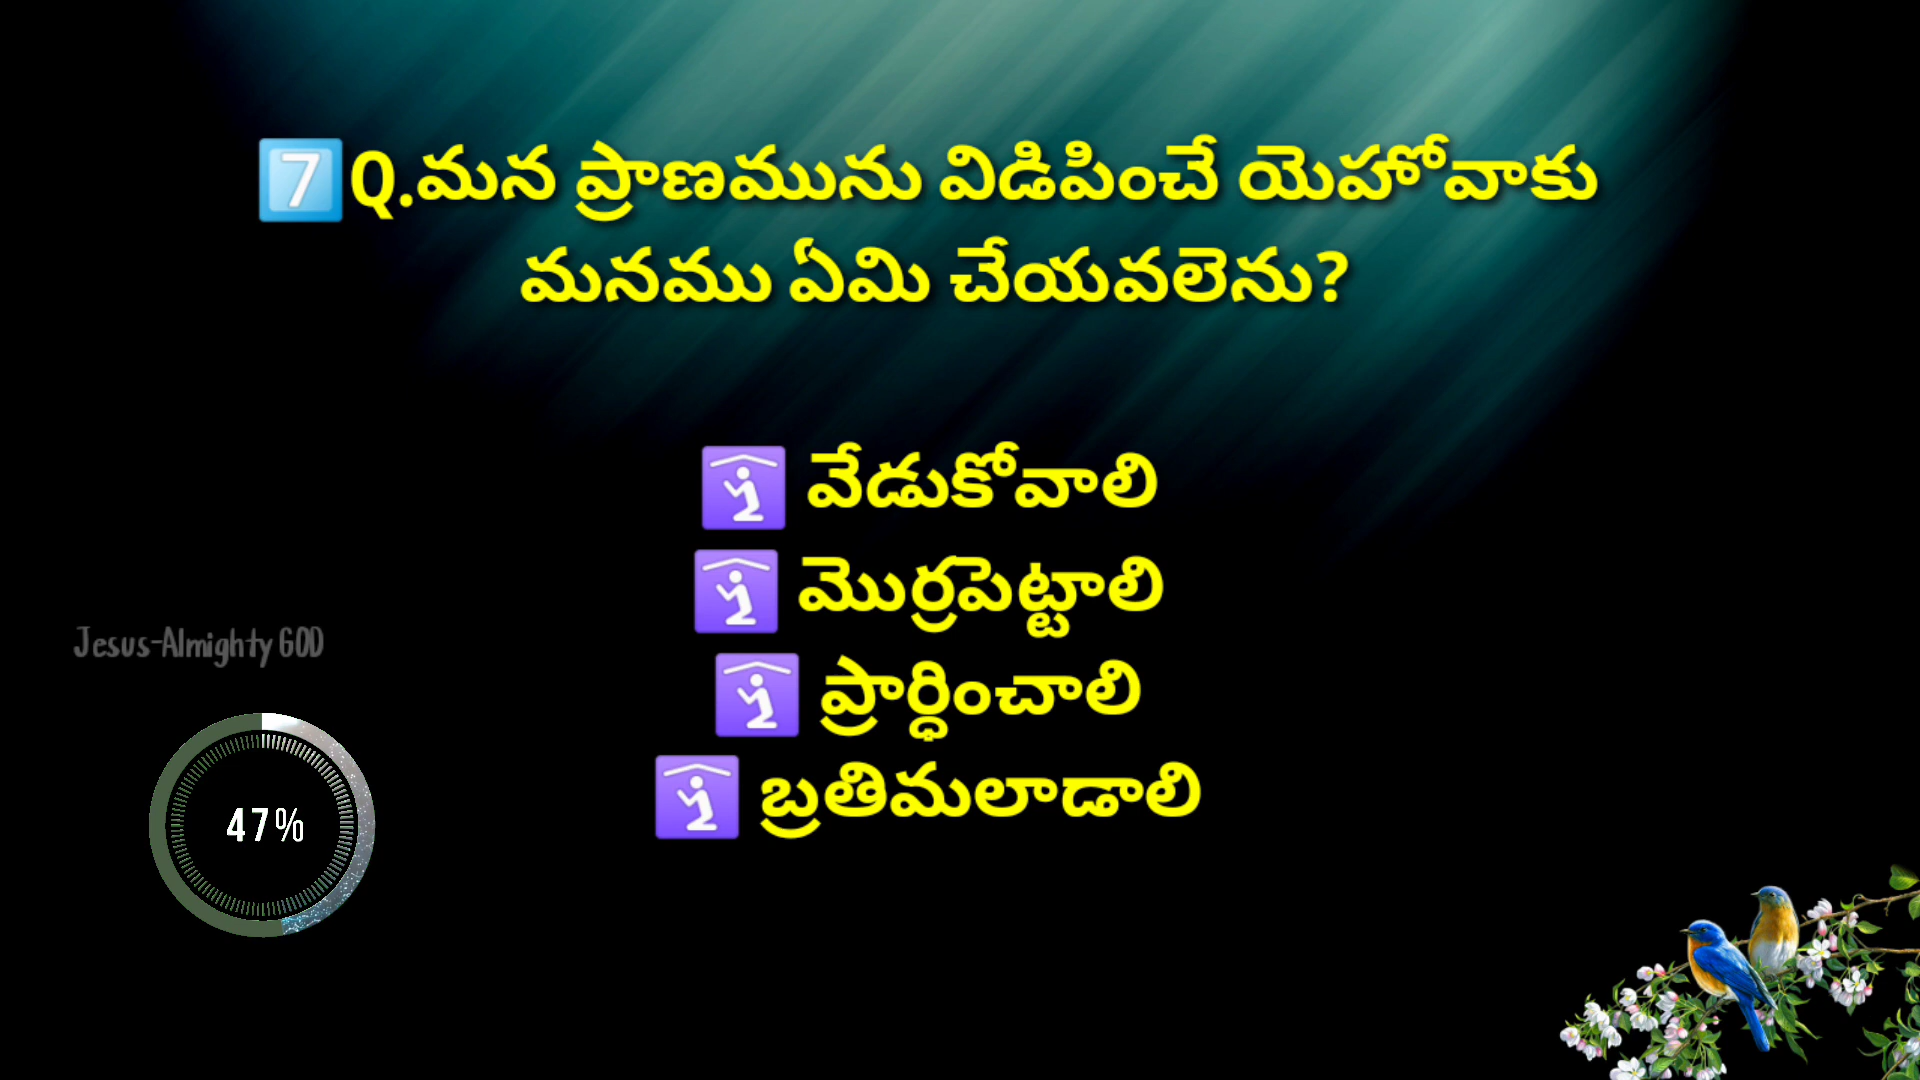 7 Q.మన ప్రాణమును విడిపించే యెహోవాకు
మనము ఏమి చేయవలెను?
వేడుకోవాలి
మొర్రపెట్టాలి
ప్రార్ధించాలి
బ్రతిమలాడాలి
Jesus-Almighty GOD
47%